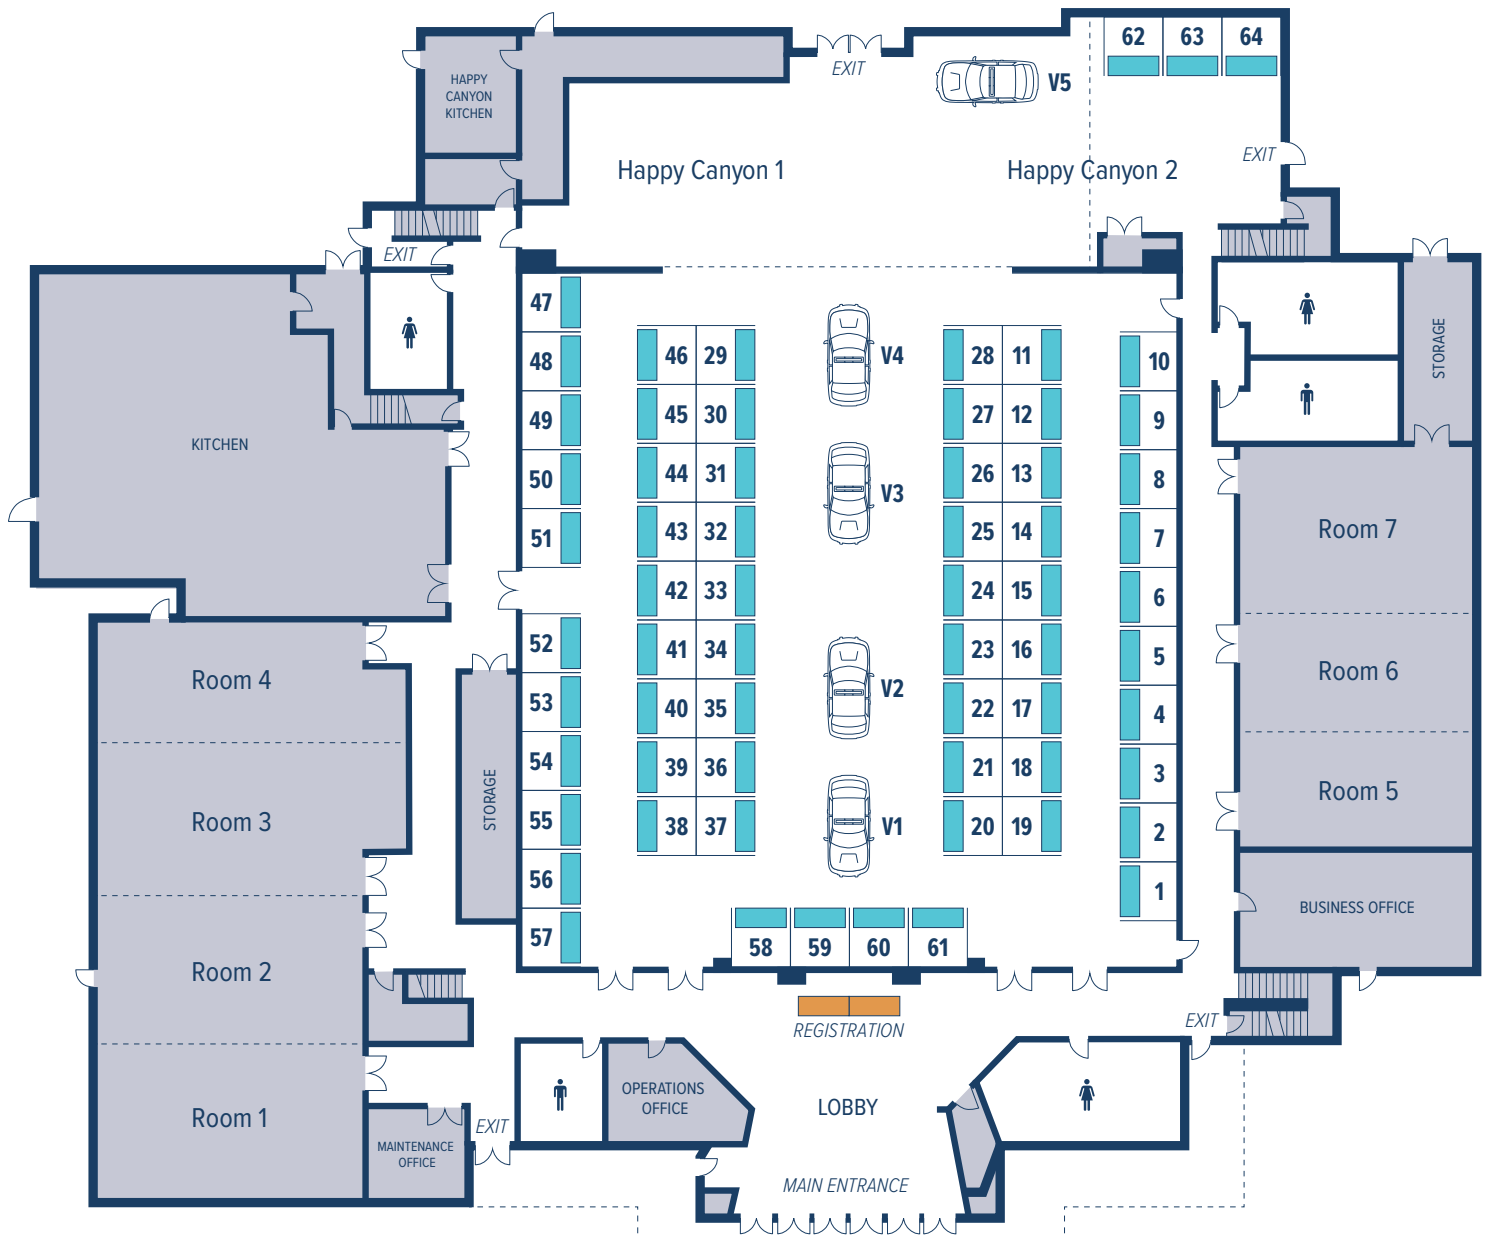 62 63 64
HAPPY
CANYON
KITCHEN
EXIT
V5
Happy Canyon 1
Happy Canyon 2
EXIT
EXIT
47
48
49
50
51
52
53
54
55
56
57
46 29
45 30
44 31
43 32
42 33
41 34
40 35
39 36
38 37
V4
V3
V2
V1
28 11
27 12
26 13
25 14
24 15
23 16
22 17
21 18
20 19
10
9
8
7
6
5
4
3
2
1
58 59 60 61
KITCHEN
STORAGE
Room 7
Room 6
Room 5
BUSINESS OFFICE
Room 4
Room 3
Room 2
Room 1
STORAGE
REGISTRATION
EXIT
OPERATIONS
OFFICE
LOBBY
EXIT
MAINTENANCE
OFFICE
MAIN ENTRANCE